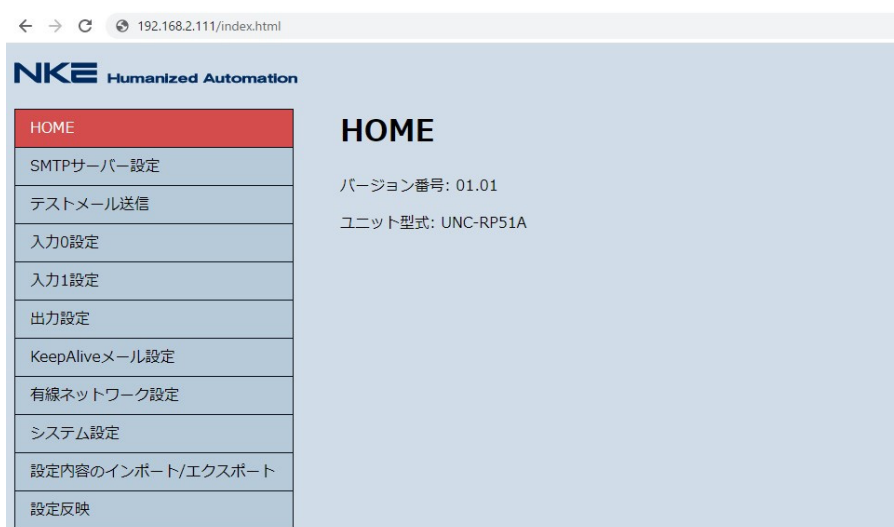 192.168.2.111/index.html
NKE Humanized Automation
HOME
SMTPサーバー設定
テストメール送信
入力0設定
入力1設定
出力設定
KeepAliveメール設定
有線ネットワーク設定
システム設定
設定内容のインポート/エクスポート
設定反映
HOME
バージョン番号: 01.01
ユニット型式: UNC-RP51A